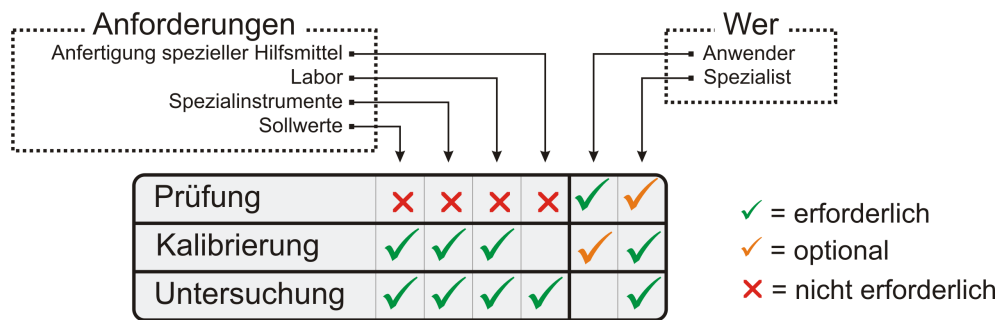 Anforderungen
Anfertigung spezieller Hilfsmittel
Labor
Spezialinstrumente
Sollwerte
Wer
Anwender
Spezialist
Prüfung
Kalibrierung
Untersuchung
= erforderlich
= optional
= nicht erforderlich